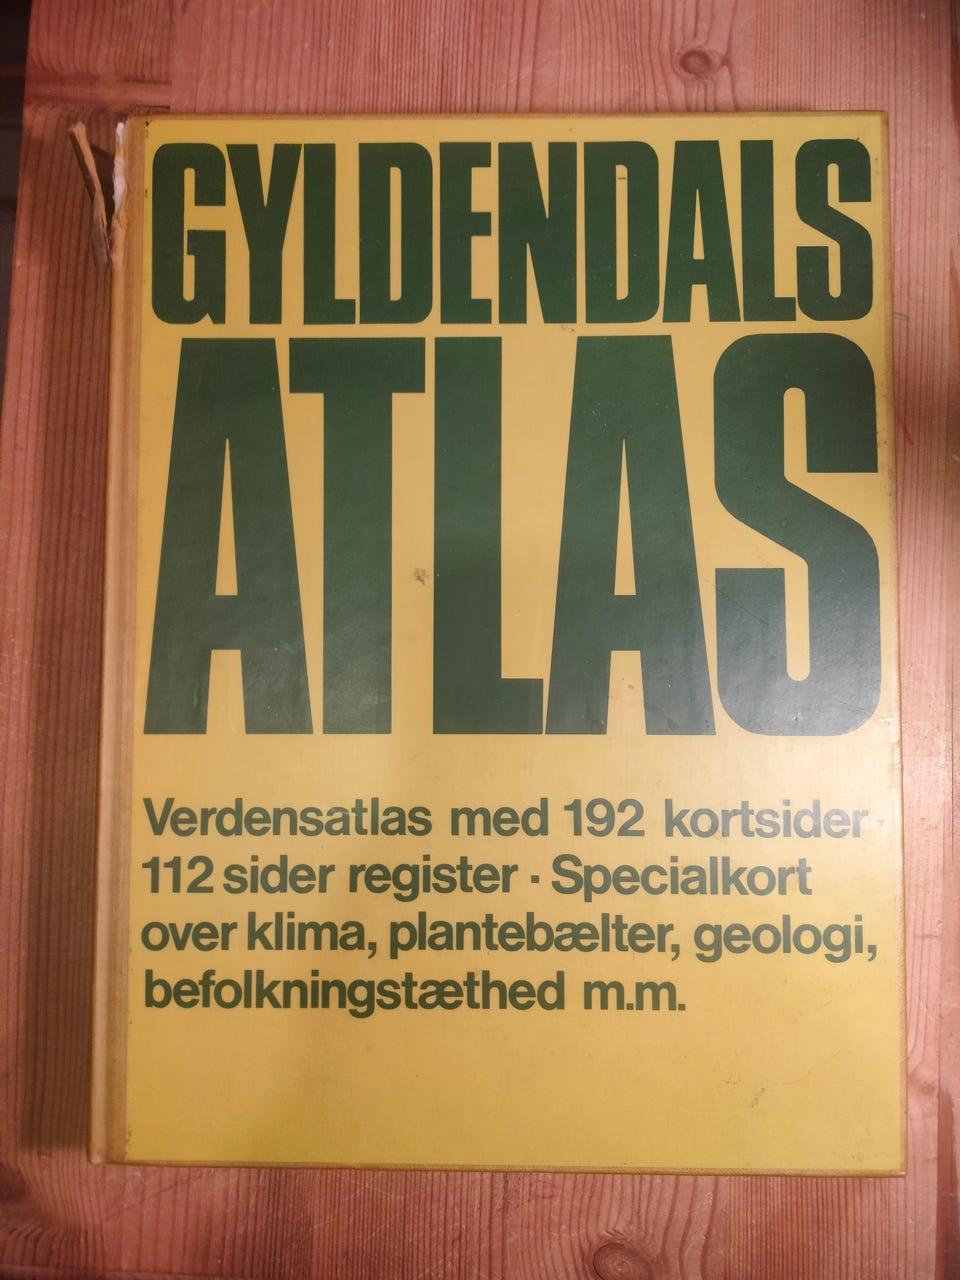 GYLDENDALS
ATLAS
Verdensatlas med 192 kortsider ·
112 sider register · Specialkort
over klima, plantebælter, geologi,
befolkningstæthed m.m.